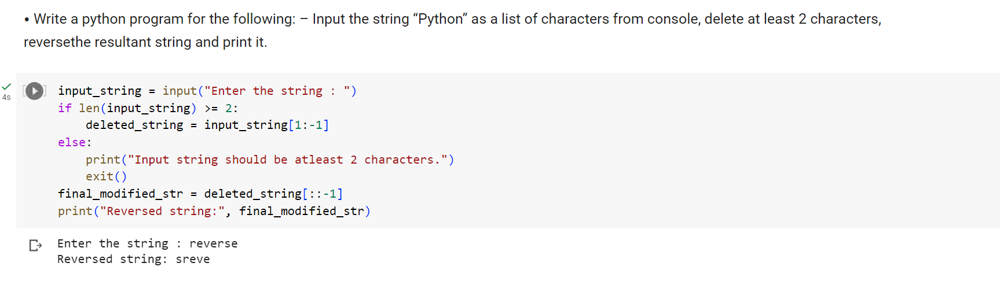 • Write a python program for the following: – Input the string “Python” as a list of characters from console, delete at least 2 characters,
reversethe resultant string and print it.
input_string = input("Enter the string : ")
4s
if len(input_string) >= 2:
    deleted_string = input_string[1:-1]
else:
    print("Input string should be atleast 2 characters.")
    exit()
final_modified_str = deleted_string[::-1]
print("Reversed string:", final_modified_str)
Enter the string : reverse
Reversed string: sreve